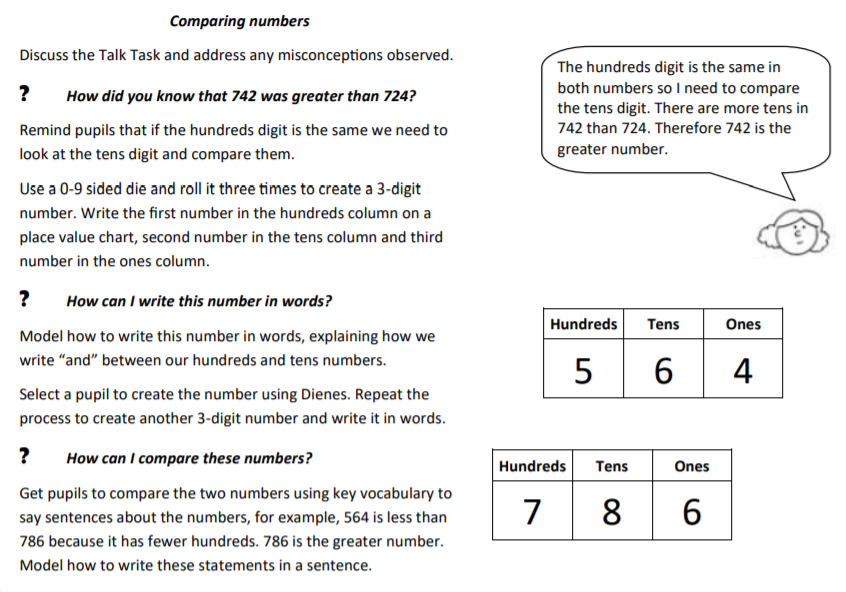 Comparing numbers
Discuss the Talk Task and address any misconceptions observed.
? How did you know that 742 was greater than 724?
Remind pupils that if the hundreds digit is the same we need to
look at the tens digit and compare them.
Use a 0-9 sided die and roll it three times to create a 3-digit
number. Write the first number in the hundreds column on a
place value chart, second number in the tens column and third
number in the ones column.
? How can I write this number in words?
Model how to write this number in words, explaining how we
write “and” between our hundreds and tens numbers.
Select a pupil to create the number using Dienes. Repeat the
process to create another 3-digit number and write it in words.
? How can I compare these numbers?
Get pupils to compare the two numbers using key vocabulary to
say sentences about the numbers, for example, 564 is less than
786 because it has fewer hundreds. 786 is the greater number.
Model how to write these statements in a sentence.
The hundreds digit is the same in
both numbers so I need to compare
the tens digit. There are more tens in
742 than 724. Therefore 742 is the
greater number.
Hundreds Tens Ones
5 6 4
Hundreds Tens Ones
7 8 6